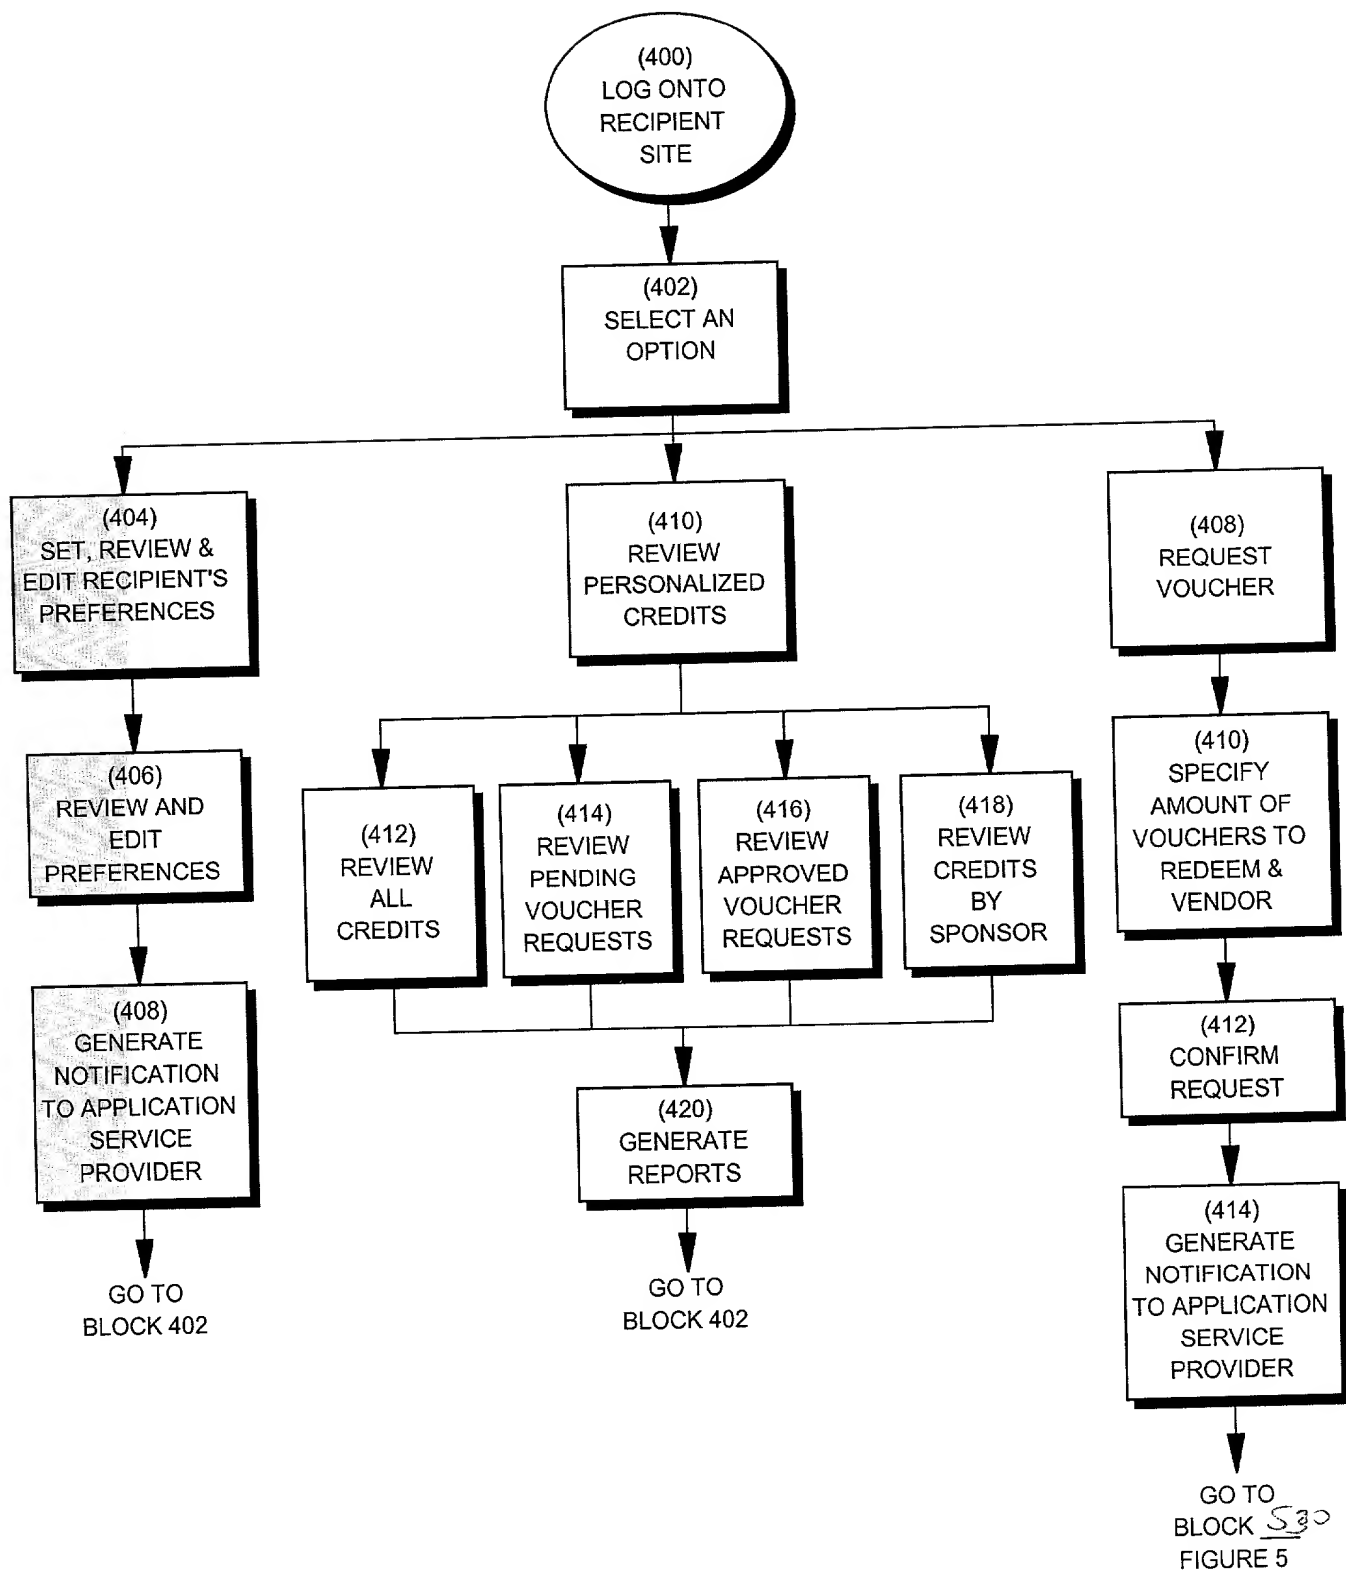 (400)
LOG ONTO
RECIPIENT
SITE
(402)
SELECT AN
OPTION
(404)
SET, REVIEW &
EDIT RECIPIENT'S
PREFERENCES
(410)
REVIEW
PERSONALIZED
CREDITS
(408)
REQUEST
VOUCHER
(406)
REVIEW AND
EDIT
PREFERENCES
(412)
REVIEW
ALL
CREDITS
(414)
REVIEW
PENDING
VOUCHER
REQUESTS
(416)
REVIEW
APPROVED
VOUCHER
REQUESTS
(418)
REVIEW
CREDITS
BY
SPONSOR
(410)
SPECIFY
AMOUNT OF
VOUCHERS TO
REDEEM &
VENDOR
(408)
GENERATE
NOTIFICATION
TO APPLICATION
SERVICE
PROVIDER
(420)
GENERATE
REPORTS
(412)
CONFIRM
REQUEST
(414)
GENERATE
NOTIFICATION
TO APPLICATION
SERVICE
PROVIDER
GO TO
BLOCK 402
GO TO
BLOCK 402
GO TO
BLOCK 530
FIGURE 5